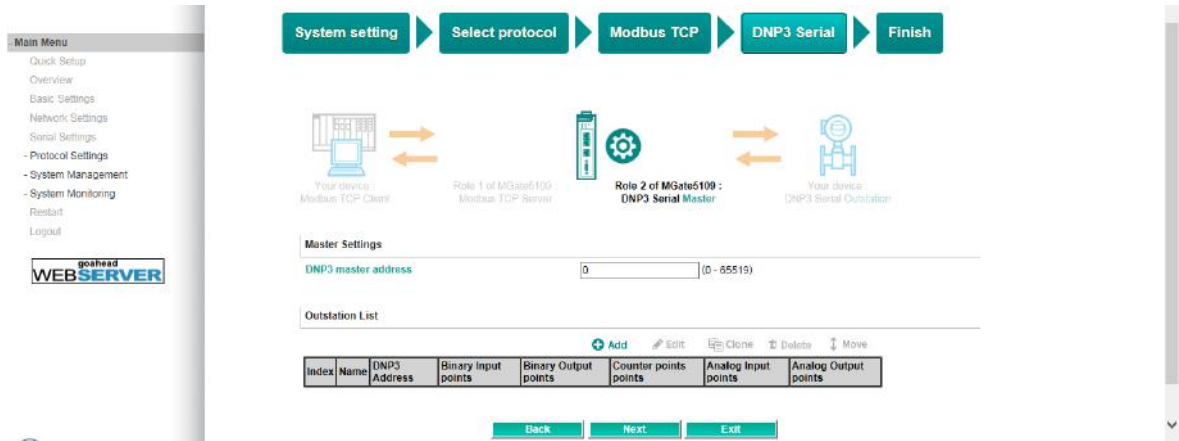 System setting
Select protocol
Modbus TCP
DNP3 Serial
Finish
- Main Menu
Quick Setup
Overview
Basic Settings
Network Settings
Serial Settings
- Protocol Settings
- System Management
- System Monitoring
Restart
Logout
goahead
WEBSERVER
Your device :
Modbus TCP Client
Role 1 of MGate5109 :
Modbus TCP Server
Role 2 of MGate5109 :
DNP3 Serial Master
Your device :
DNP3 Serial Outstation
Master Settings
DNP3 master address
0
(0 - 65519)
Outstation List
Add
Edit
Clone
Delete
Move
Index
Name
DNP3
Address
Binary Input
points
Binary Output
points
Counter points
points
Analog Input
points
Analog Output
points
Back
Next
Exit